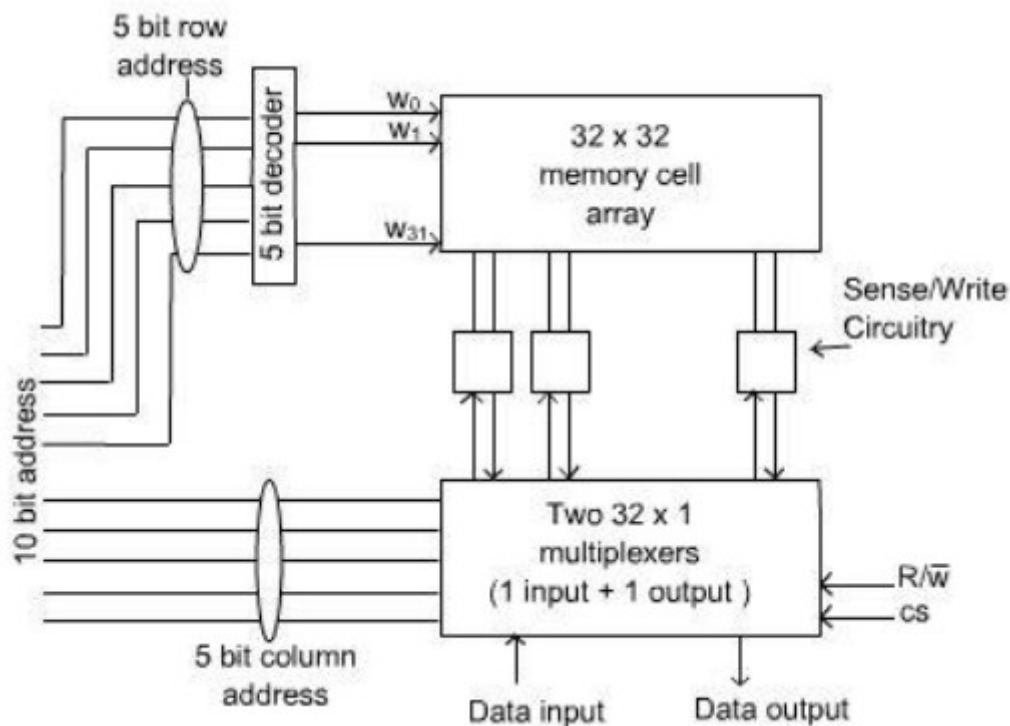 5 bit row
address
5 bit decoder
w₀
w₁
w₃₁
32 x 32
memory cell
array
Sense/Write
Circuitry
10 bit address
Two 32 x 1
multiplexers
(1 input + 1 output )
R/w̅
cs
5 bit column
address
Data input
Data output